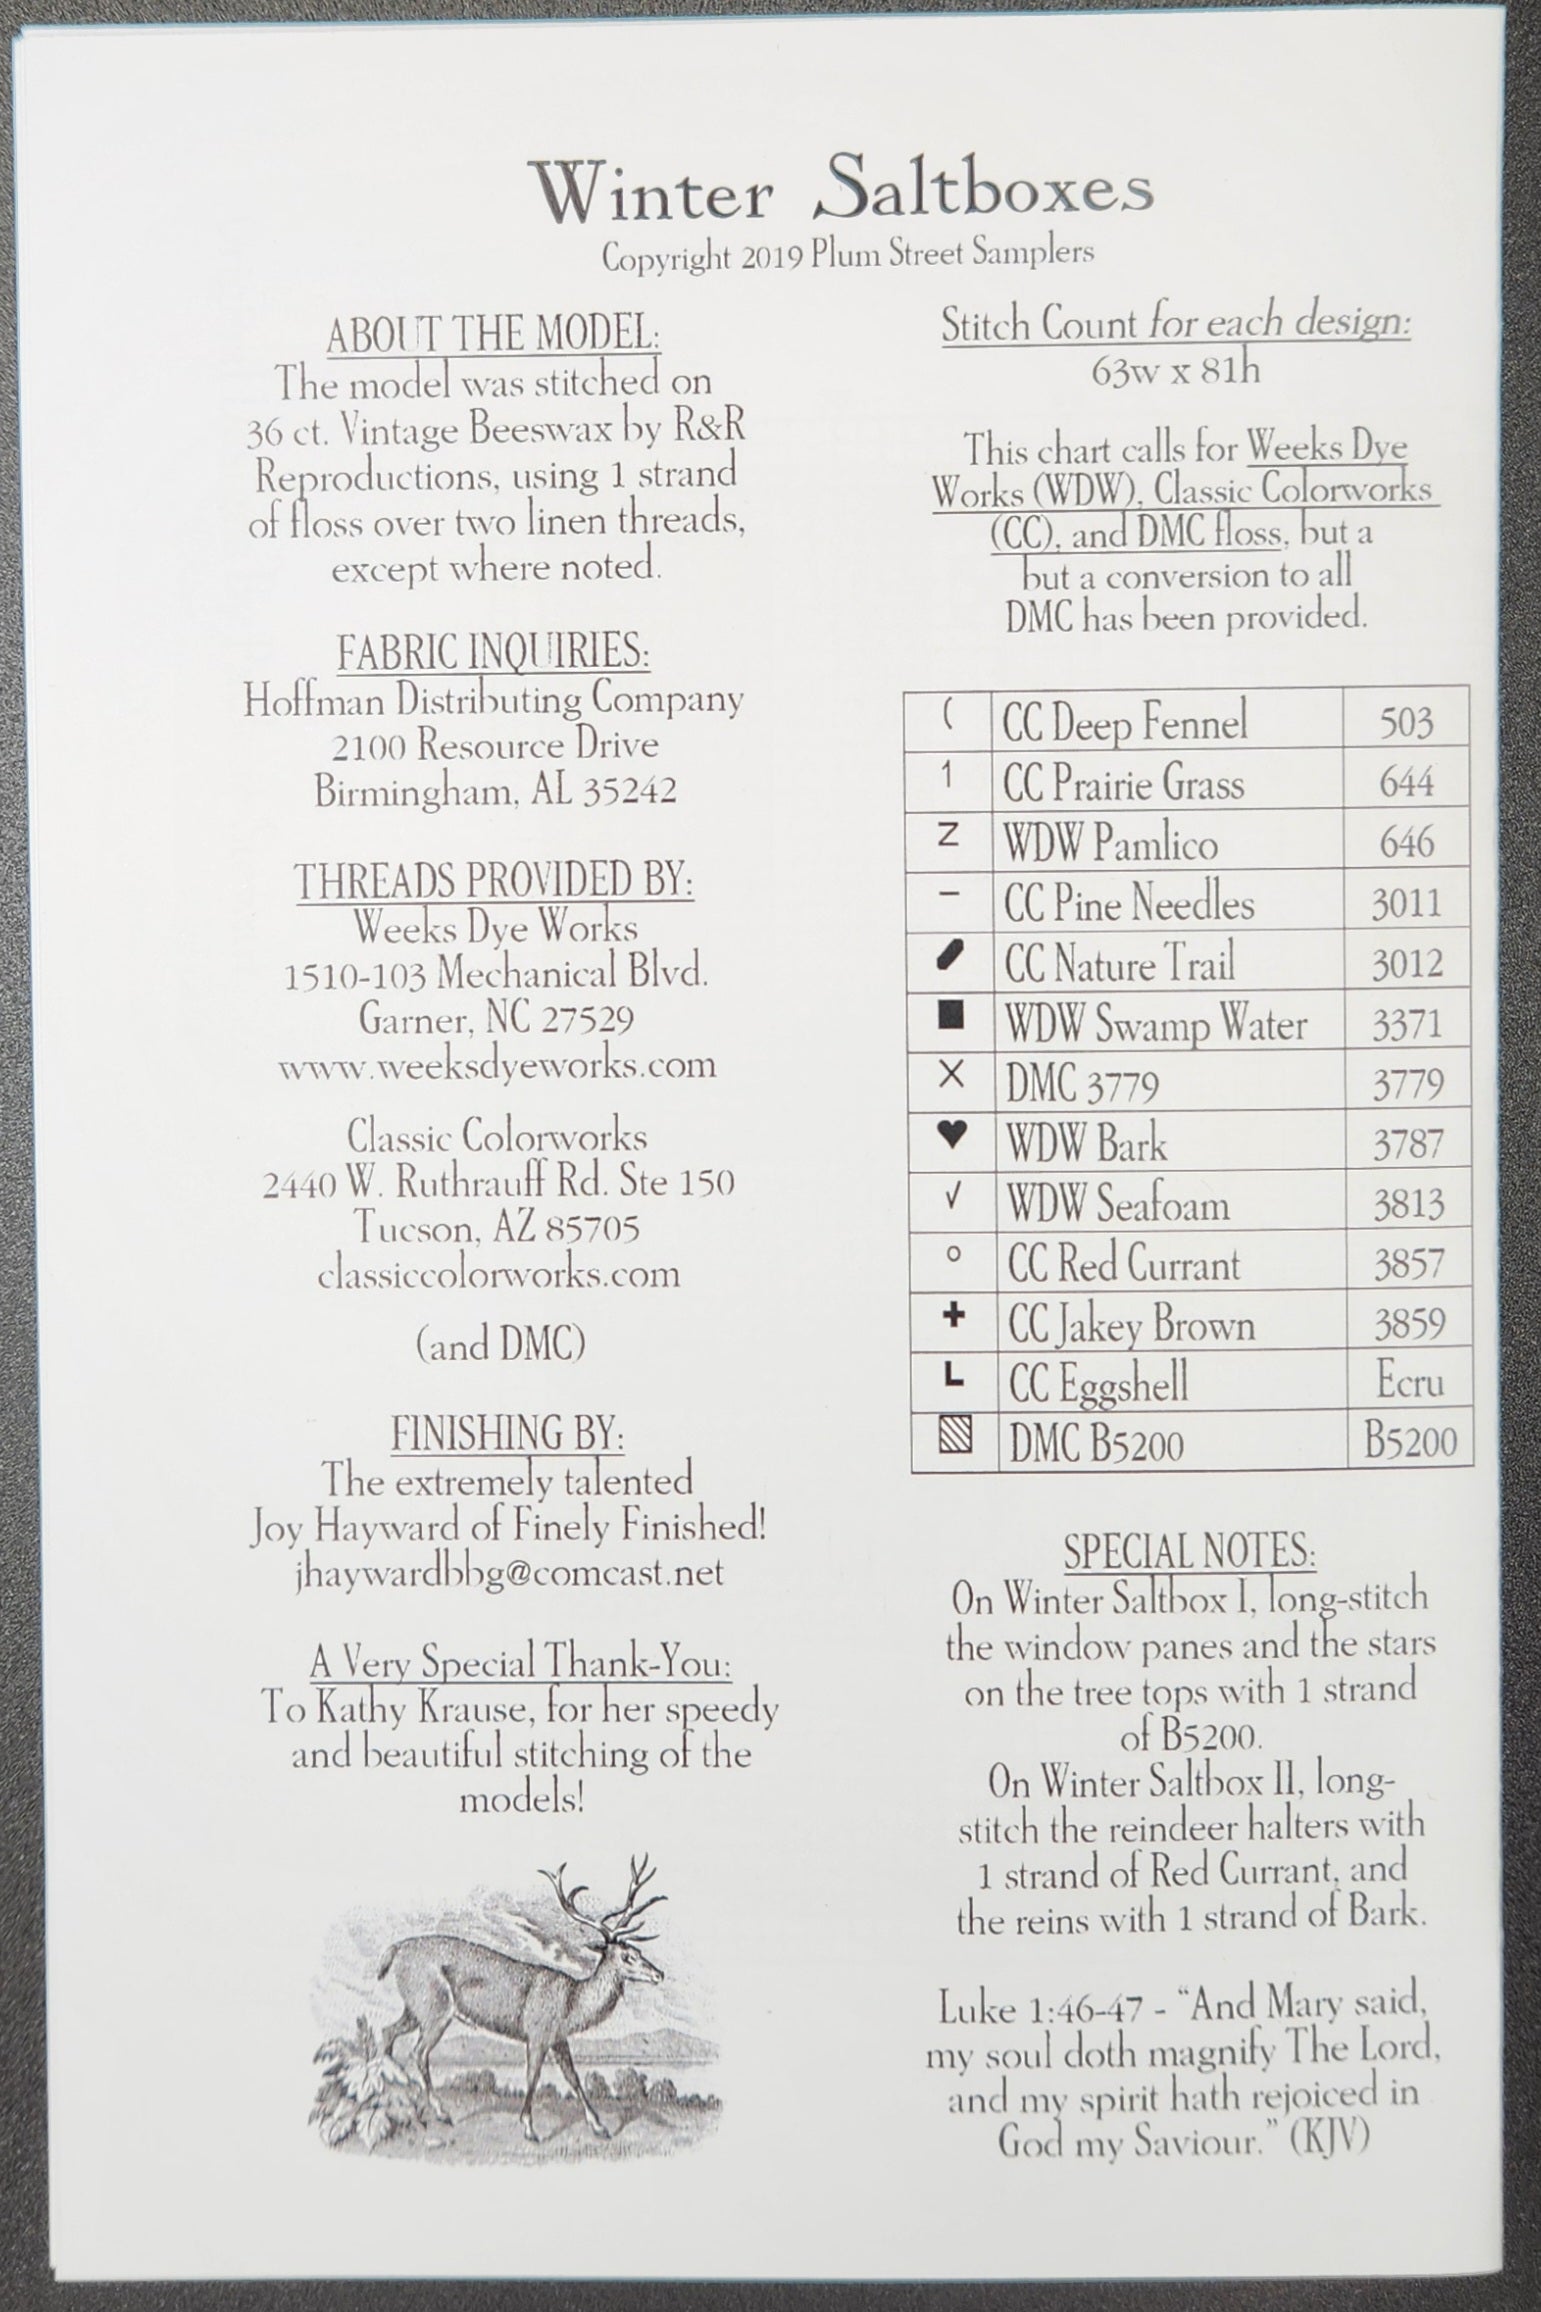 Winter Saltboxes
Copyright 2019 Plum Street Samplers
ABOUT THE MODEL:
The model was stitched on
36 ct. Vintage Beeswax by R&R
Reproductions, using 1 strand
of floss over two linen threads,
except where noted.
FABRIC INQUIRIES:
Hoffman Distributing Company
2100 Resource Drive
Birmingham, AL 35242
THREADS PROVIDED BY:
Weeks Dye Works
1510-103 Mechanical Blvd.
Garner, NC 27529
www.weeksdyeworks.com
Classic Colorworks
2440 W. Ruthrauff Rd. Ste 150
Tucson, AZ 85705
classiccolorworks.com
(and DMC)
FINISHING BY:
The extremely talented
Joy Hayward of Finely Finished!
jhaywardbbg@comcast.net
A Very Special Thank-You:
To Kathy Krause, for her speedy
and beautiful stitching of the
models!
Stitch Count for each design:
63w x 81h
This chart calls for Weeks Dye
Works (WDW), Classic Colorworks
(CC), and DMC floss, but a
but a conversion to all
DMC has been provided.
( CC Deep Fennel 503
1 CC Prairie Grass 644
Z WDW Pamlico 646
– CC Pine Needles 3011
CC Nature Trail 3012
■ WDW Swamp Water 3371
X DMC 3779 3779
♥ WDW Bark 3787
√ WDW Seafoam 3813
o CC Red Currant 3857
+ CC Jakey Brown 3859
L CC Eggshell Ecru
▧ DMC B5200 B5200
SPECIAL NOTES:
On Winter Saltbox I, long-stitch
the window panes and the stars
on the tree tops with 1 strand
of B5200.
On Winter Saltbox II, long-
stitch the reindeer halters with
1 strand of Red Currant, and
the reins with 1 strand of Bark.
Luke 1:46-47 - “And Mary said,
my soul doth magnify The Lord,
and my spirit hath rejoiced in
God my Saviour.” (KJV)